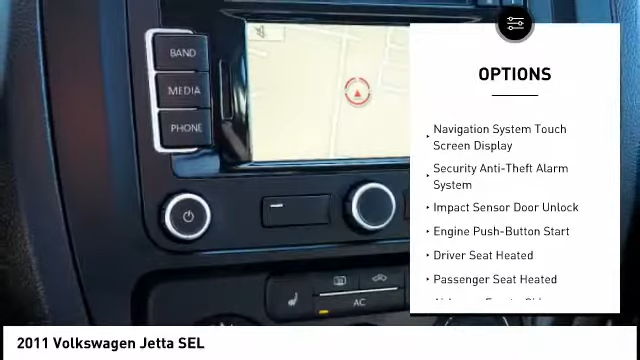 BAND
MEDIA
PHONE
AC
OPTIONS
Navigation System Touch
Screen Display
Security Anti-Theft Alarm
System
Impact Sensor Door Unlock
Engine Push-Button Start
Driver Seat Heated
Passenger Seat Heated
2011 Volkswagen Jetta SEL